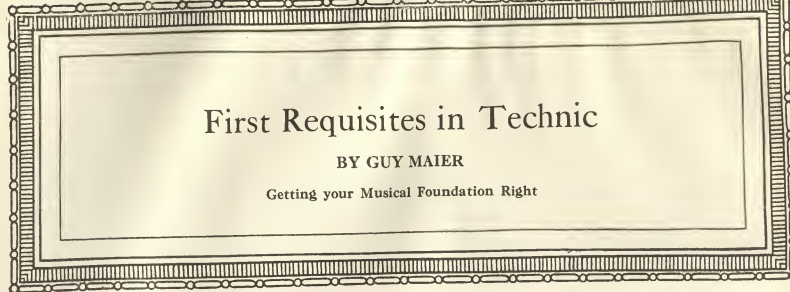 First Requisites in Technic
BY GUY MAIER
Getting your Musical Foundation Right